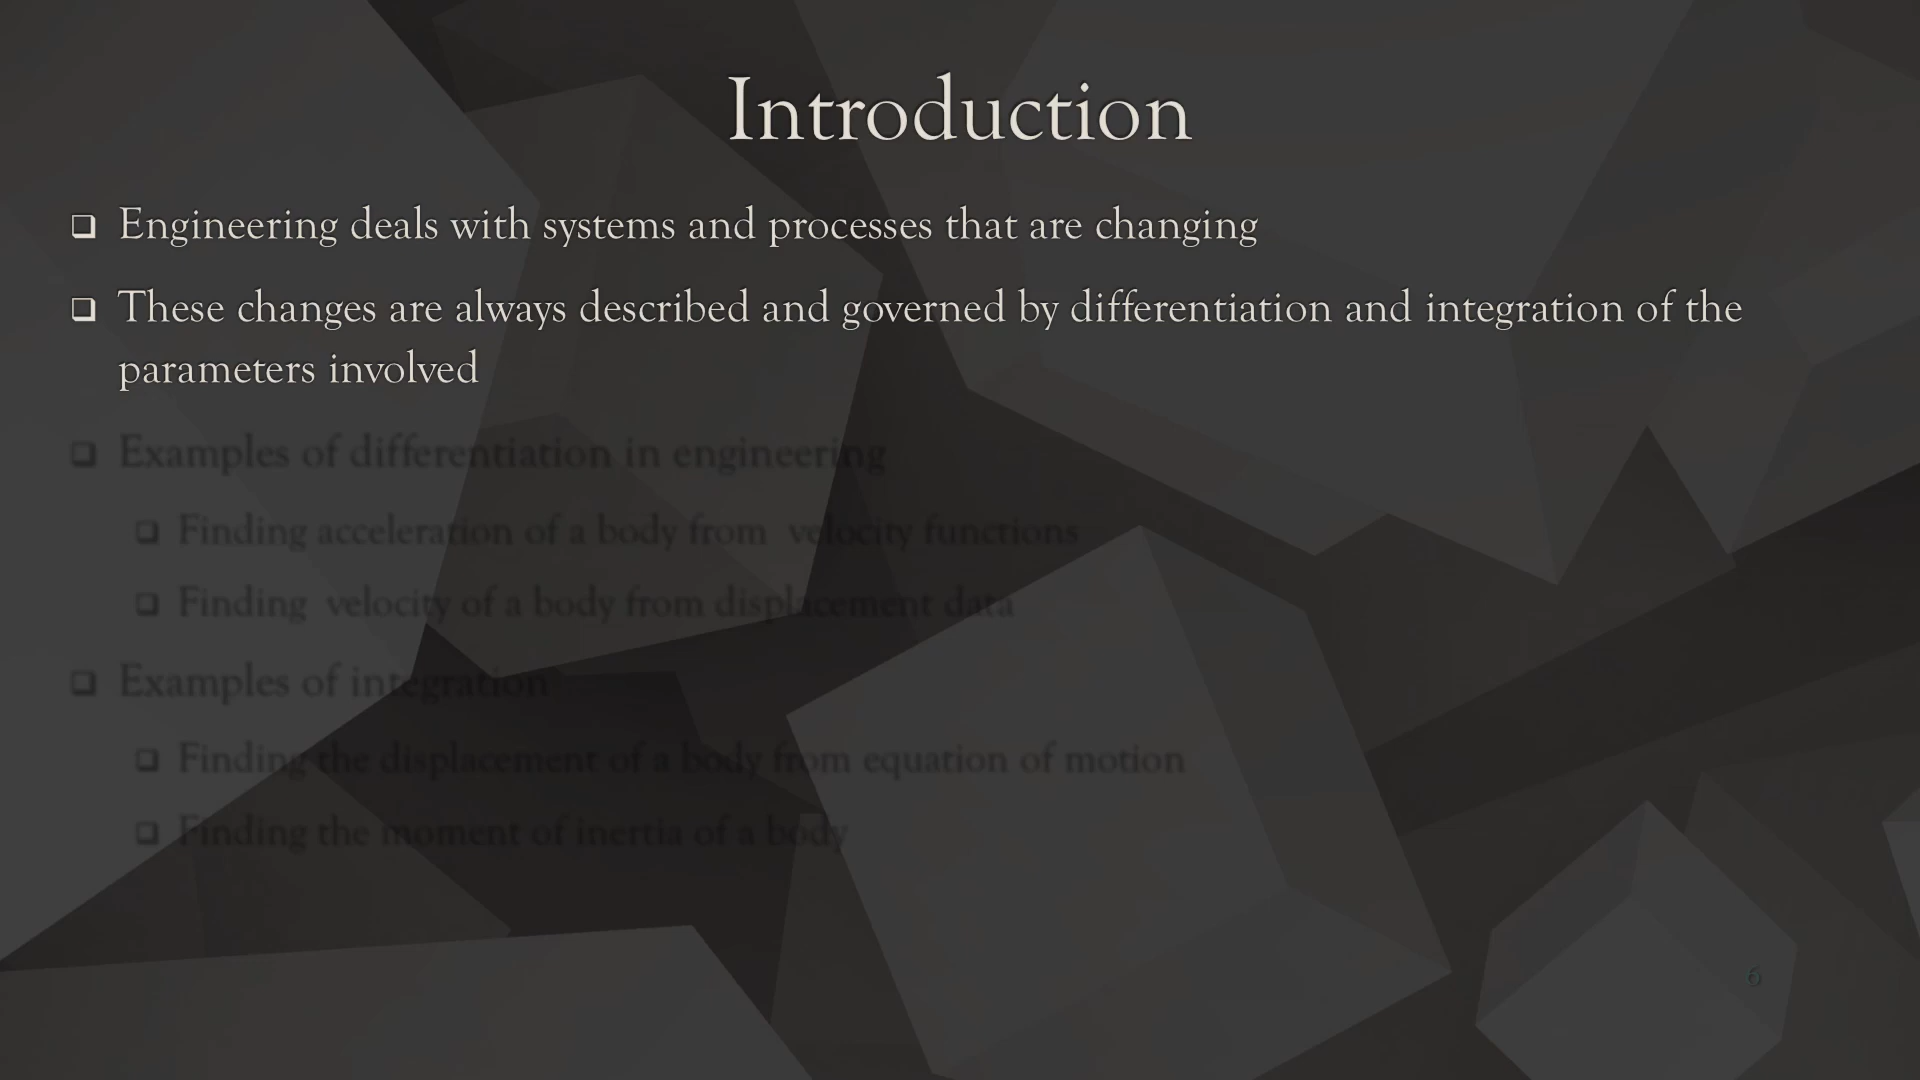 Introduction
❑ Engineering deals with systems and processes that are changing
❑ These changes are always described and governed by differentiation and integration of the
parameters involved
❑ Examples of differentiation in engineering
❑ Finding acceleration of a body from velocity functions
❑ Finding velocity of a body from displacement data
❑ Examples of integration
❑ Finding the displacement of a body from equation of motion
❑ Finding the moment of inertia of a body
6